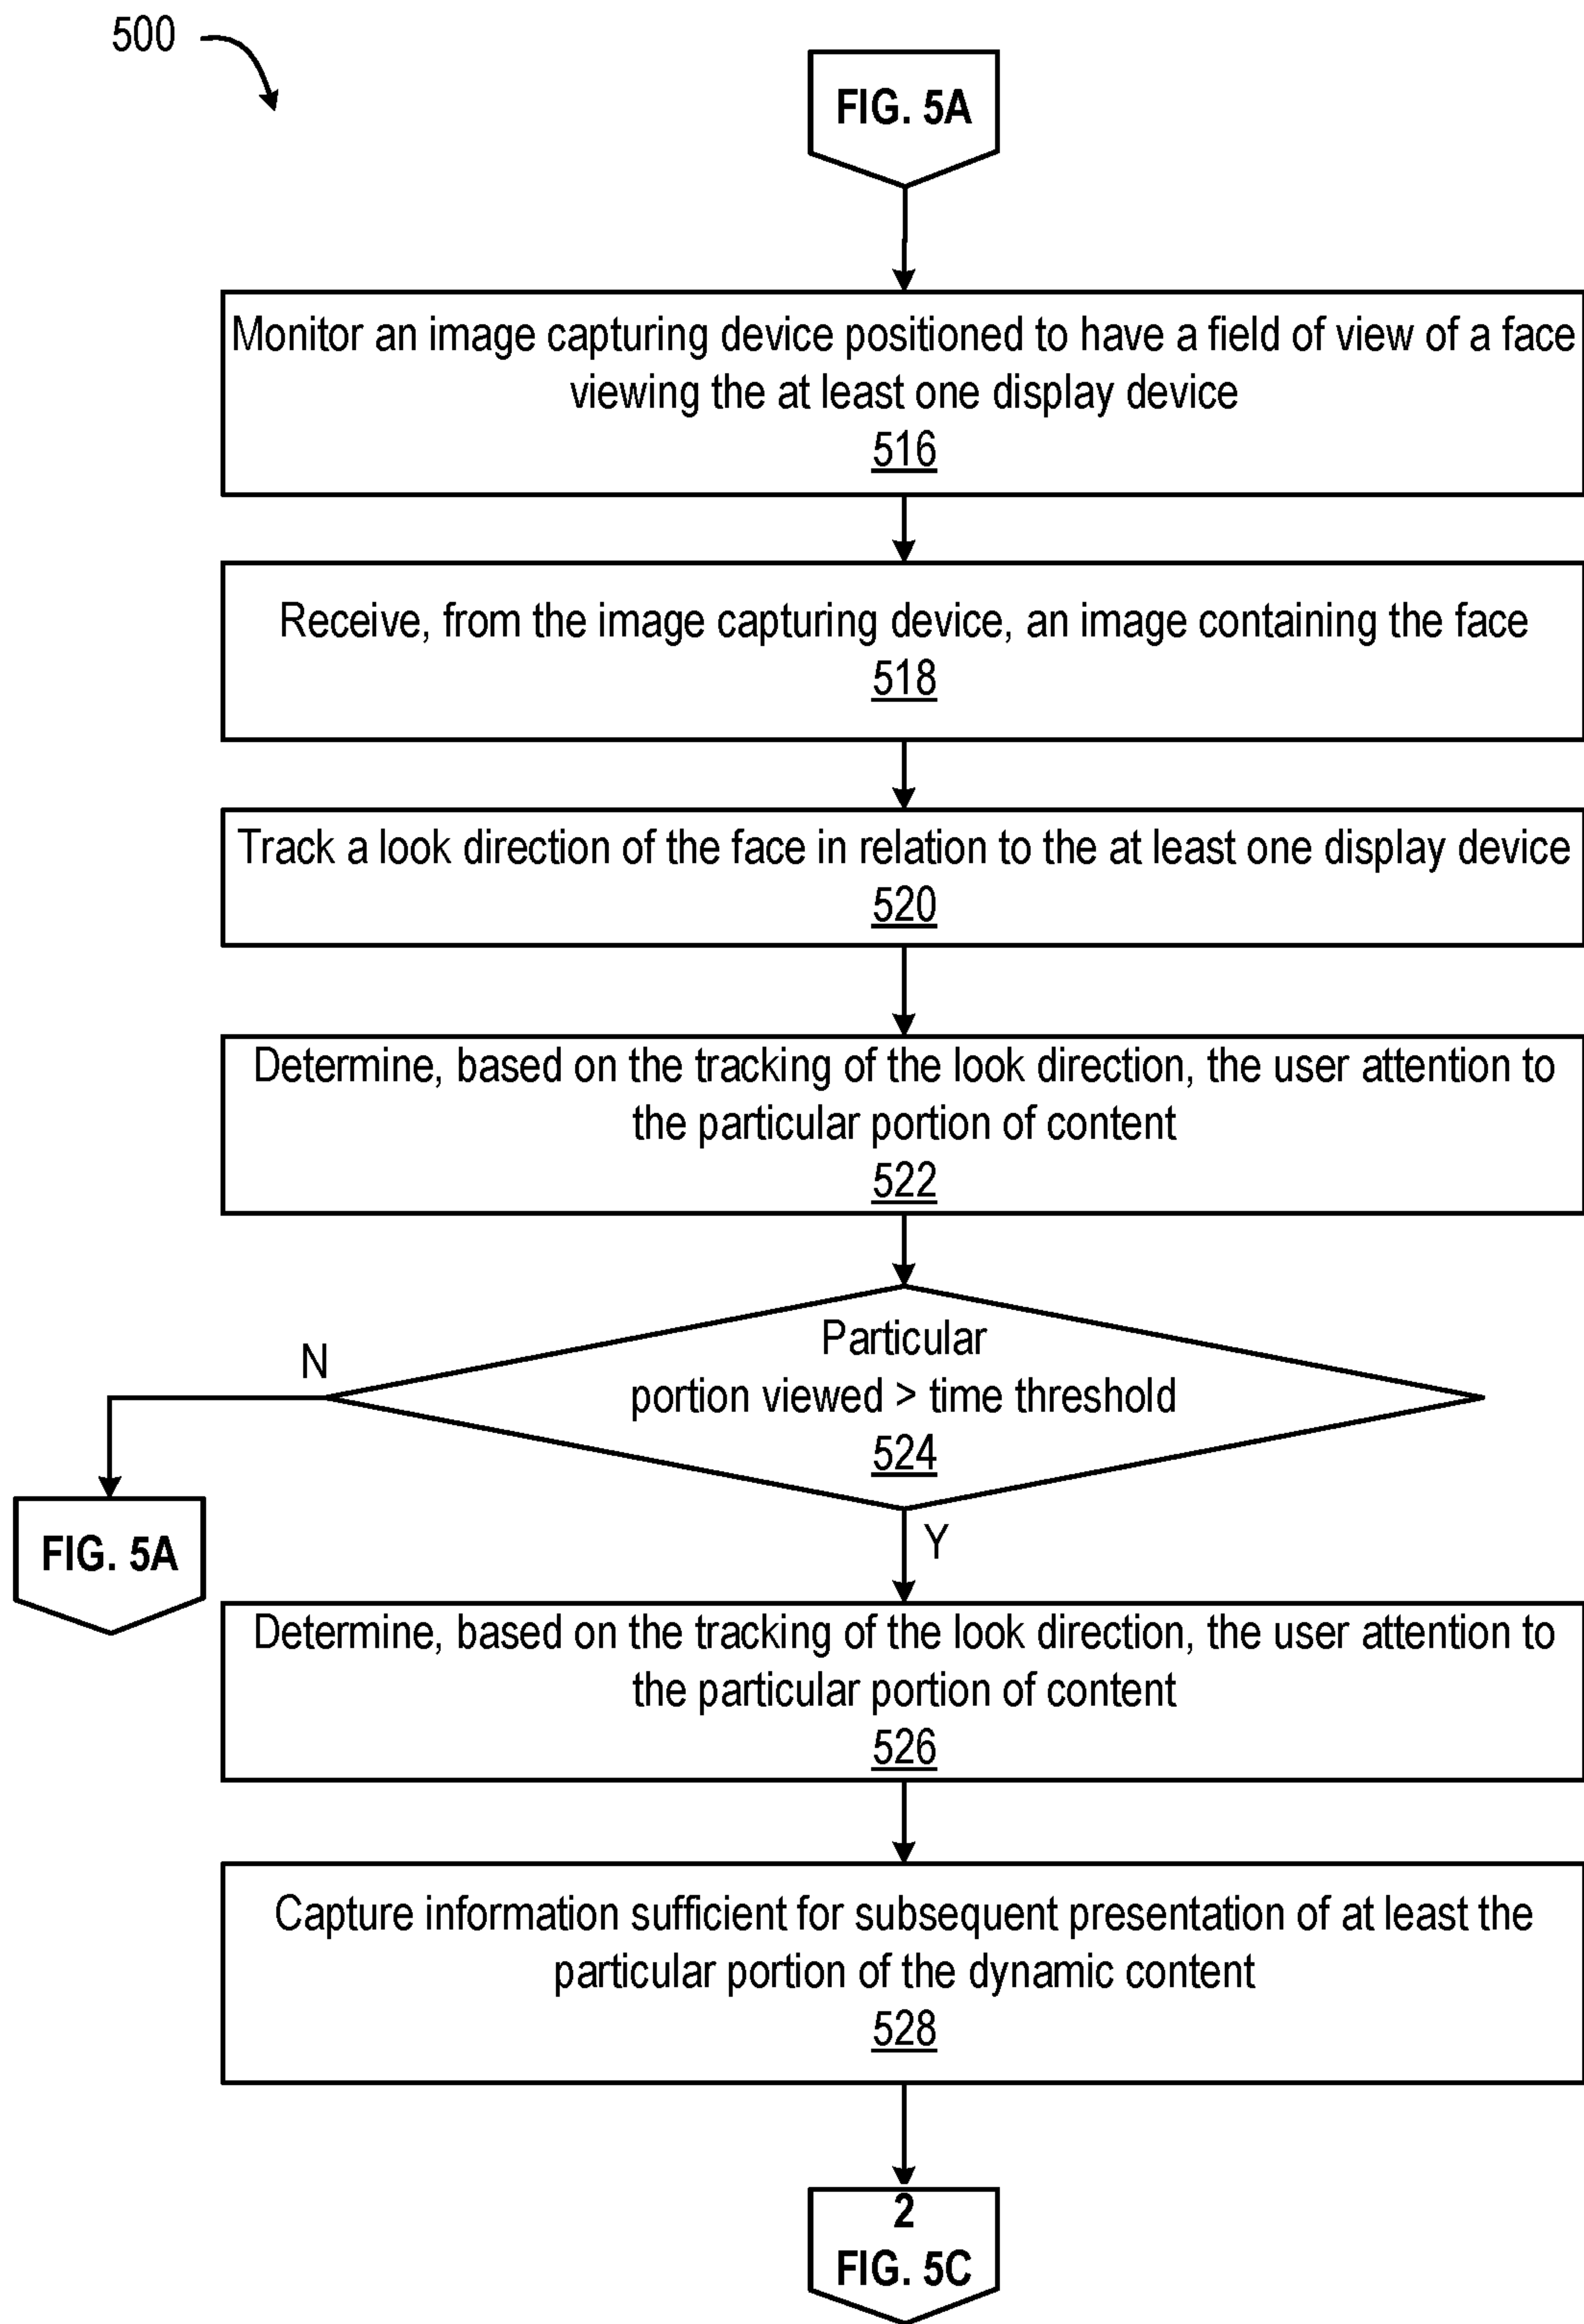 500
FIG. 5A
Monitor an image capturing device positioned to have a field of view of a face
viewing the at least one display device
516
Receive, from the image capturing device, an image containing the face
518
Track a look direction of the face in relation to the at least one display device
520
Determine, based on the tracking of the look direction, the user attention to
the particular portion of content
522
Particular
portion viewed > time threshold
524
N
Y
FIG. 5A
Determine, based on the tracking of the look direction, the user attention to
the particular portion of content
526
Capture information sufficient for subsequent presentation of at least the
particular portion of the dynamic content
528
2
FIG. 5C